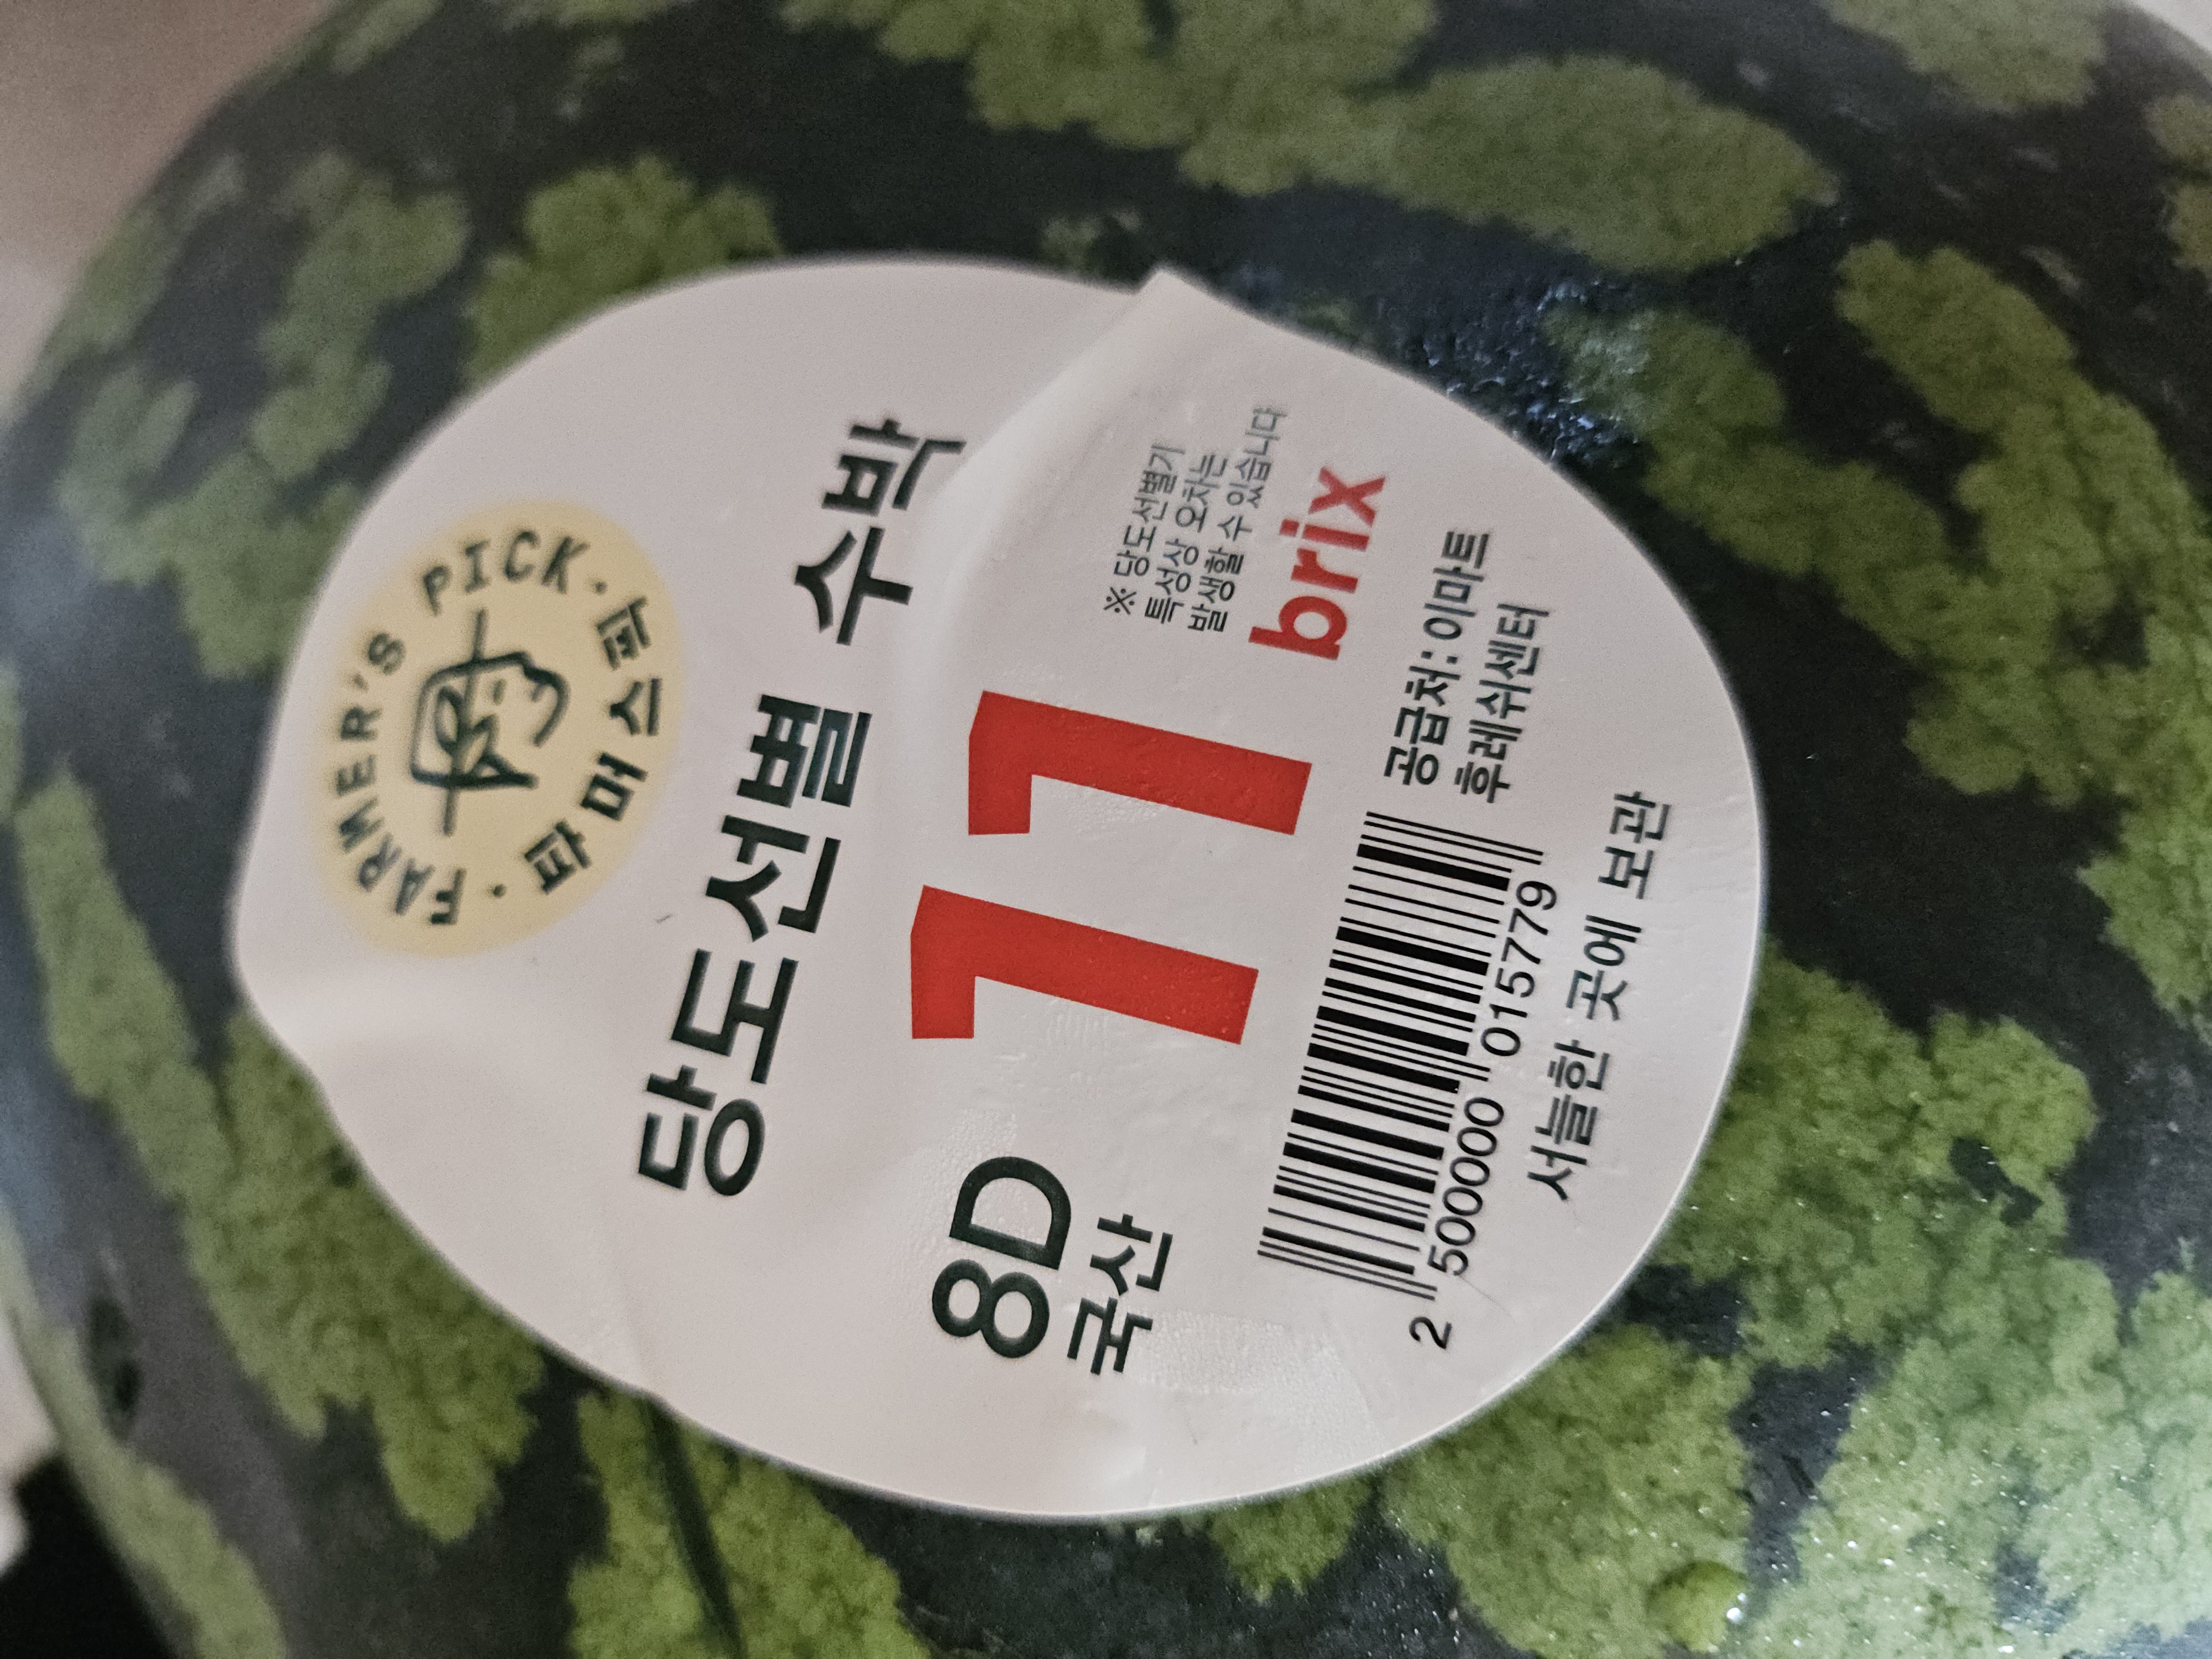 FARMER'S PICK · 파머스픽 ·
당도선별 수박
8D
국산
11 brix
※ 당도선별기
특성상 오차는
발생할 수 있습니다
2 500000 015779
공급처: 이마트
후레쉬센터
서늘한 곳에 보관